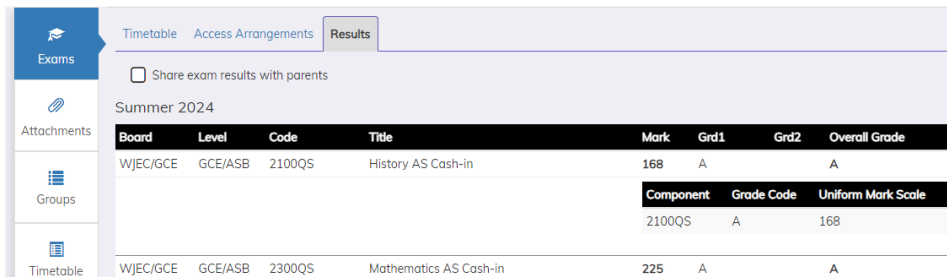 Exams
Attachments
Groups
Timetable
Timetable Access Arrangements Results
Share exam results with parents
Summer 2024
Board Level Code Title Mark Grd1 Grd2 Overall Grade
WJEC/GCE GCE/ASB 2100QS History AS Cash-in 168 A A
Component Grade Code Uniform Mark Scale
2100QS A 168
WJEC/GCE GCE/ASB 2300QS Mathematics AS Cash-in 225 A A